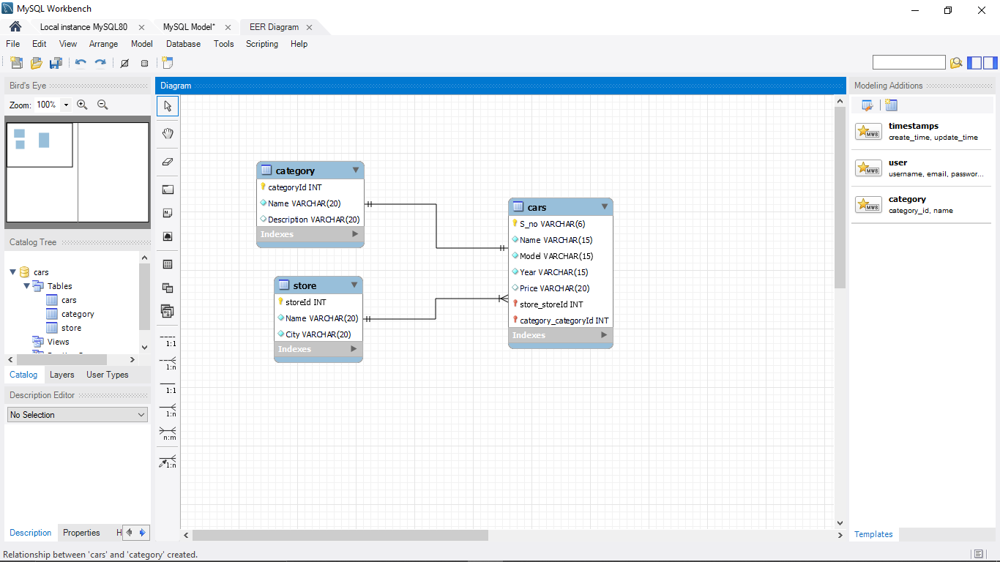 MySQL Workbench
Local instance MySQL80
MySQL Model*
EER Diagram
File Edit View Arrange Model Database Tools Scripting Help
Bird's Eye
Zoom: 100%
Catalog Tree
cars
Tables
cars
category
store
Views
Catalog Layers User Types
Description Editor
No Selection
Description Properties H
Diagram
1:1
1:n
1:1
1:n
n:m
1:n
category
categoryId INT
Name VARCHAR(20)
Description VARCHAR(20)
Indexes
store
storeId INT
Name VARCHAR(20)
City VARCHAR(20)
Indexes
cars
S_no VARCHAR(6)
Name VARCHAR(15)
Model VARCHAR(15)
Year VARCHAR(15)
Price VARCHAR(20)
store_storeId INT
category_categoryId INT
Indexes
Modeling Additions
MWB
timestamps
create_time, update_time
MWB
user
username, email, passwor...
MWB
category
category_id, name
Templates
Relationship between 'cars' and 'category' created.